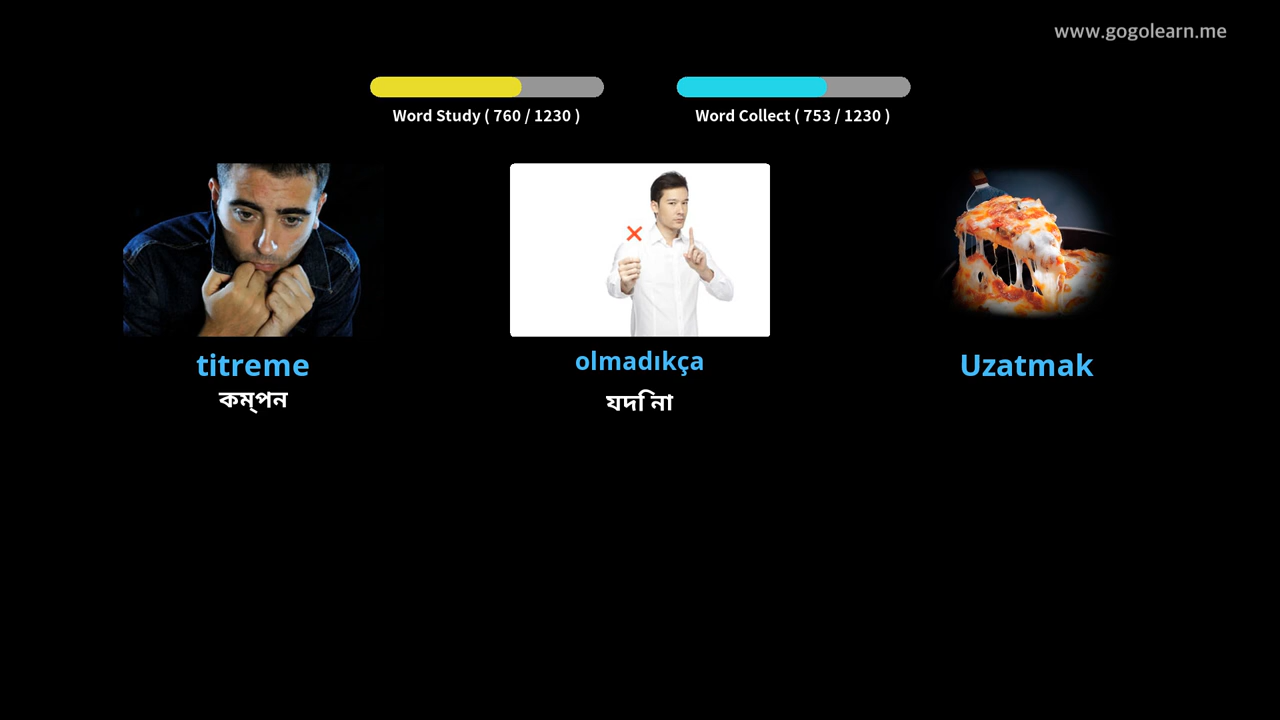 www.gogolearn.me
Word Study ( 760 / 1230 )
Word Collect ( 753 / 1230 )
titreme
olmadıkça
Uzatmak
কম্পন
যদি না